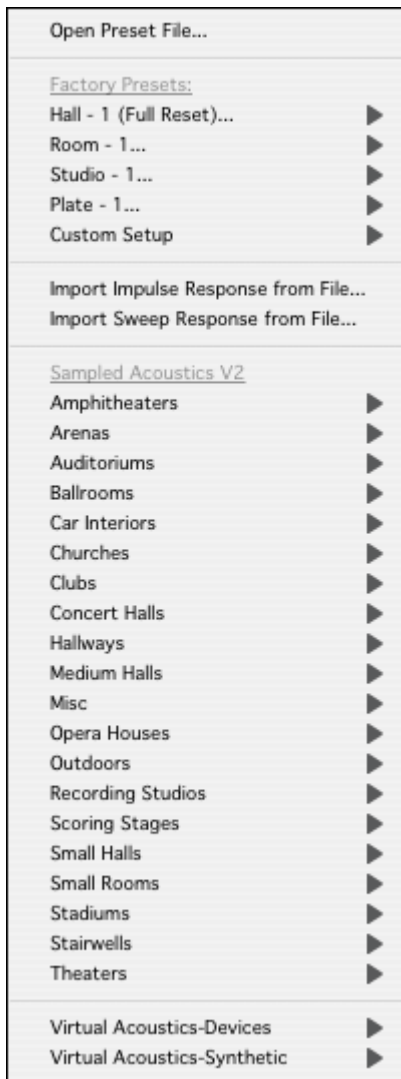 Open Preset File...
Factory Presets:
Hall - 1 (Full Reset)...
Room - 1...
Studio - 1...
Plate - 1...
Custom Setup
Import Impulse Response from File...
Import Sweep Response from File...
Sampled Acoustics V2
Amphitheaters
Arenas
Auditoriums
Ballrooms
Car Interiors
Churches
Clubs
Concert Halls
Hallways
Medium Halls
Misc
Opera Houses
Outdoors
Recording Studios
Scoring Stages
Small Halls
Small Rooms
Stadiums
Stairwells
Theaters
Virtual Acoustics-Devices
Virtual Acoustics-Synthetic